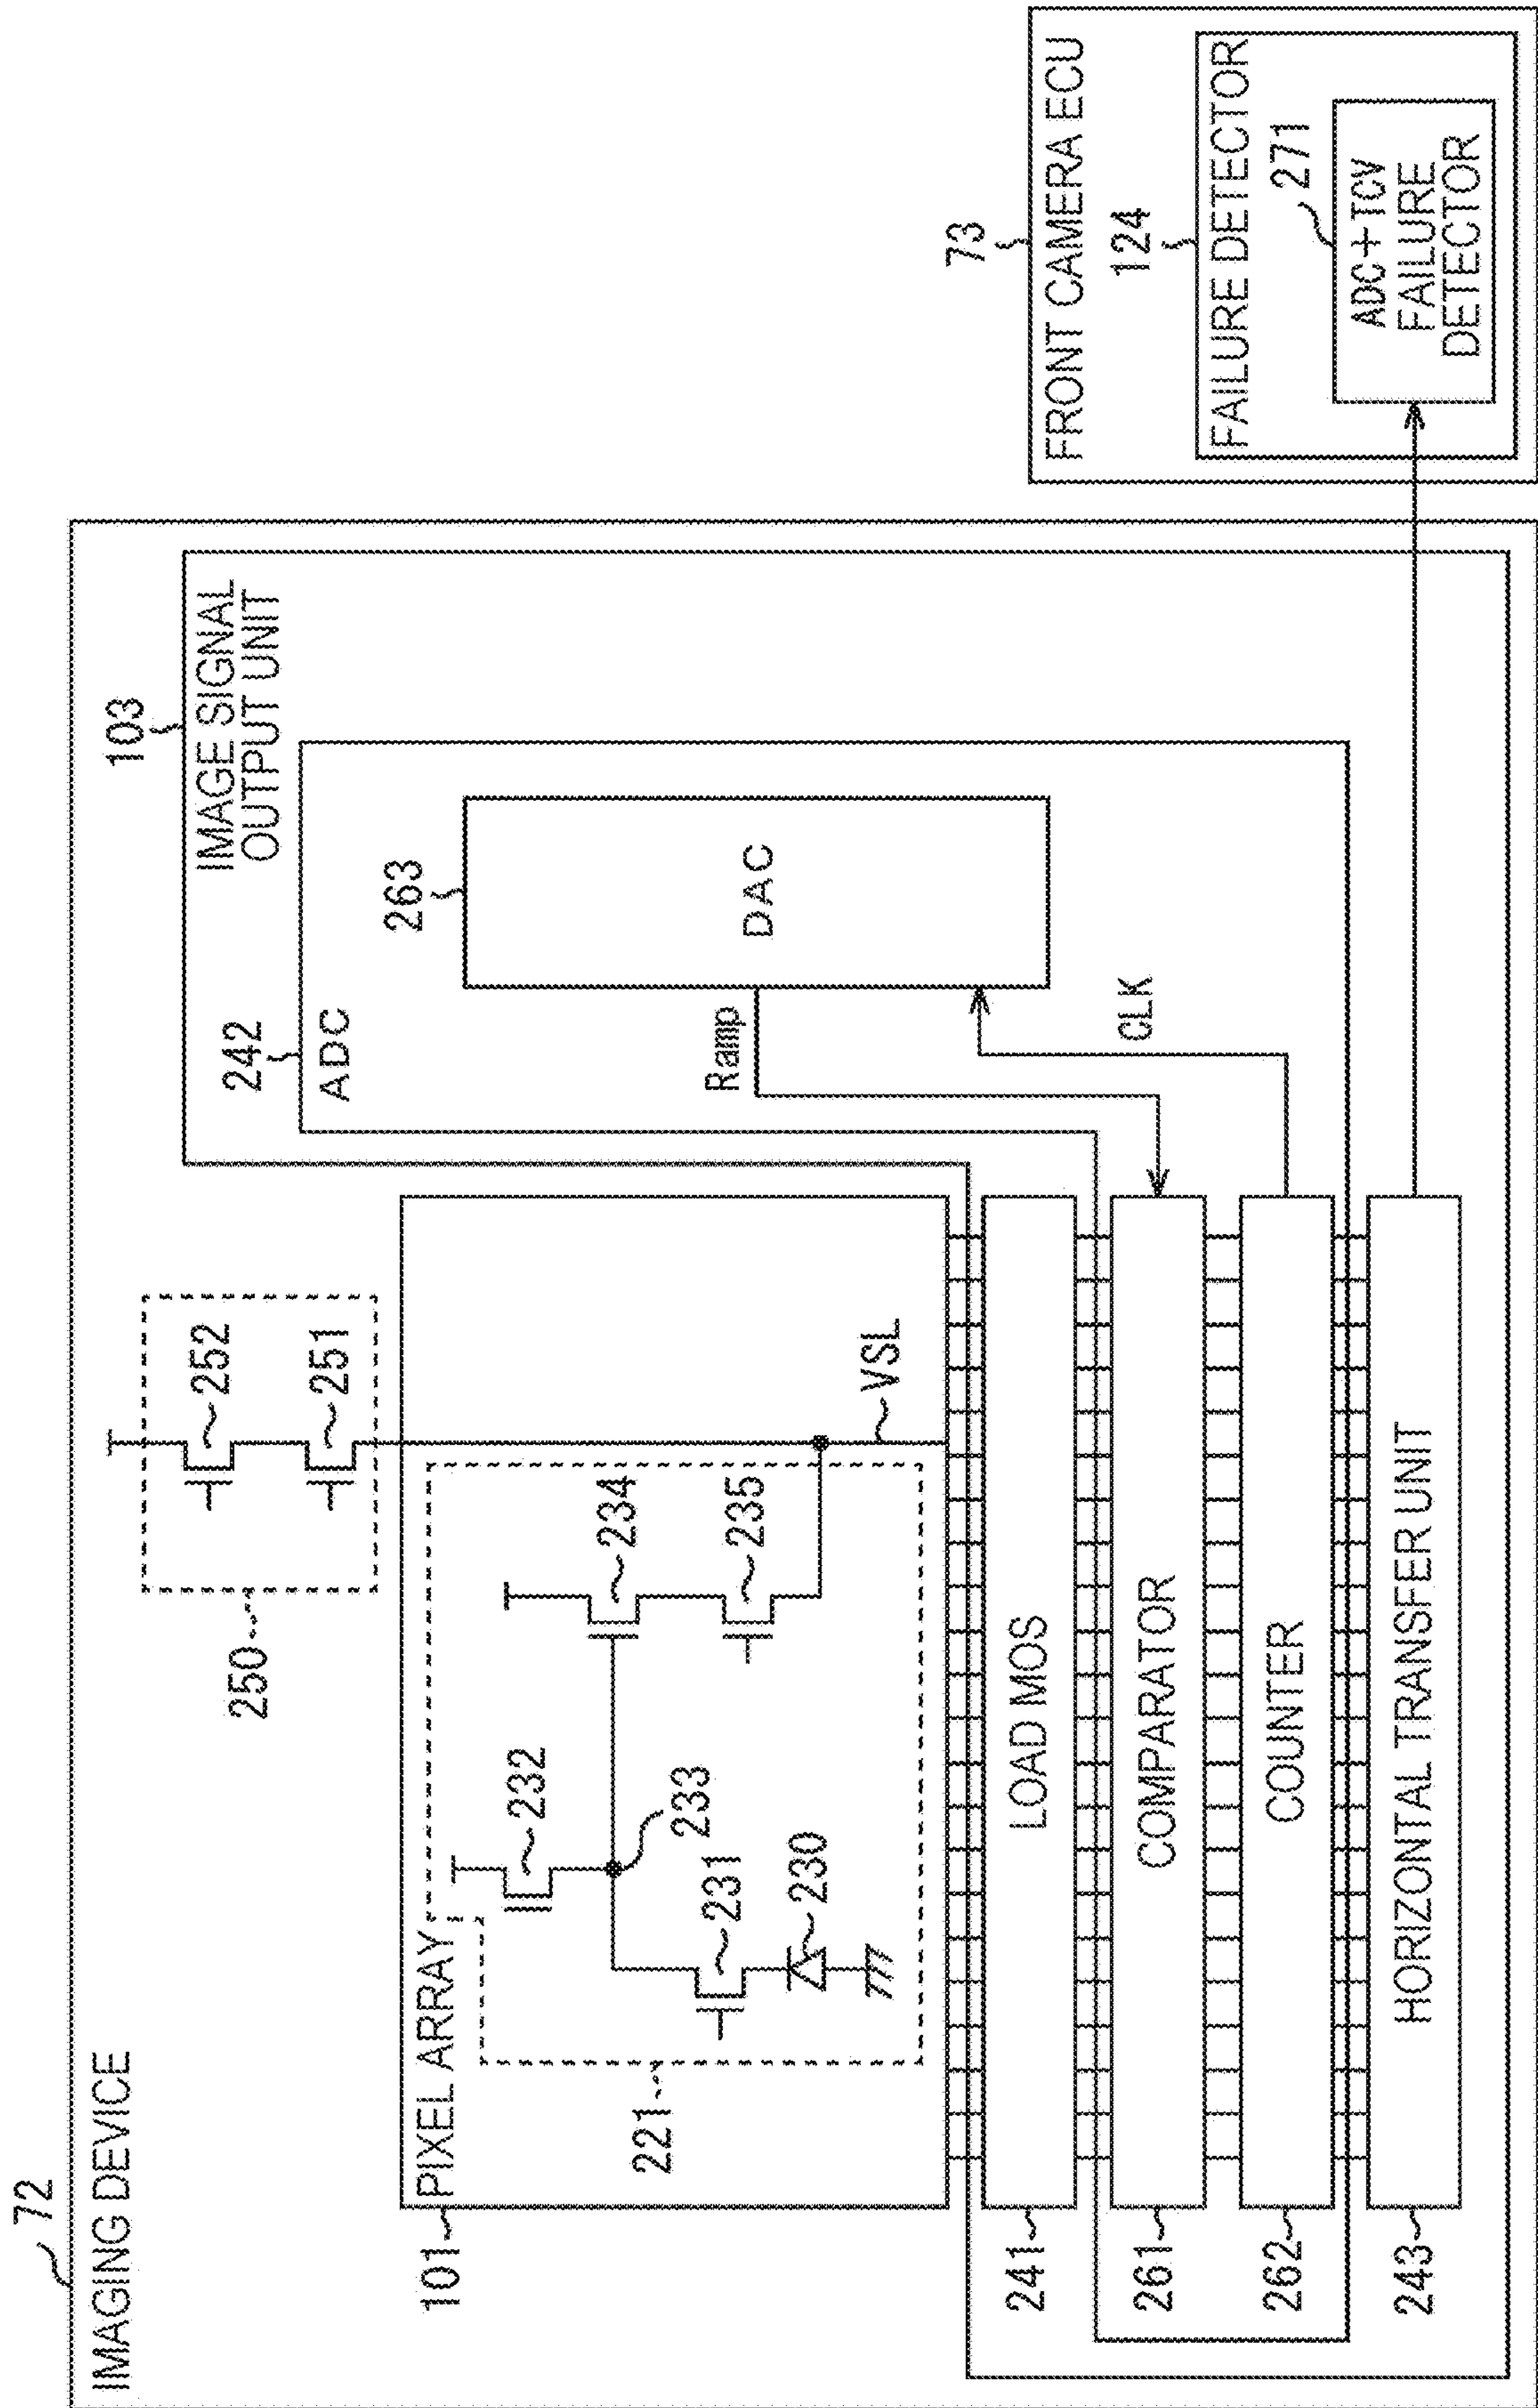 72
IMAGING DEVICE
250
252
251
103
IMAGE SIGNAL
OUTPUT UNIT
242
ADC
263
DAC
Ramp
CLK
101
PIXEL ARRAY
221
232
233
231
230
234
235
VSL
241
LOAD MOS
261
COMPARATOR
262
COUNTER
243
HORIZONTAL TRANSFER UNIT
73
FRONT CAMERA ECU
124
FAILURE DETECTOR
271
ADC+TCV
FAILURE
DETECTOR